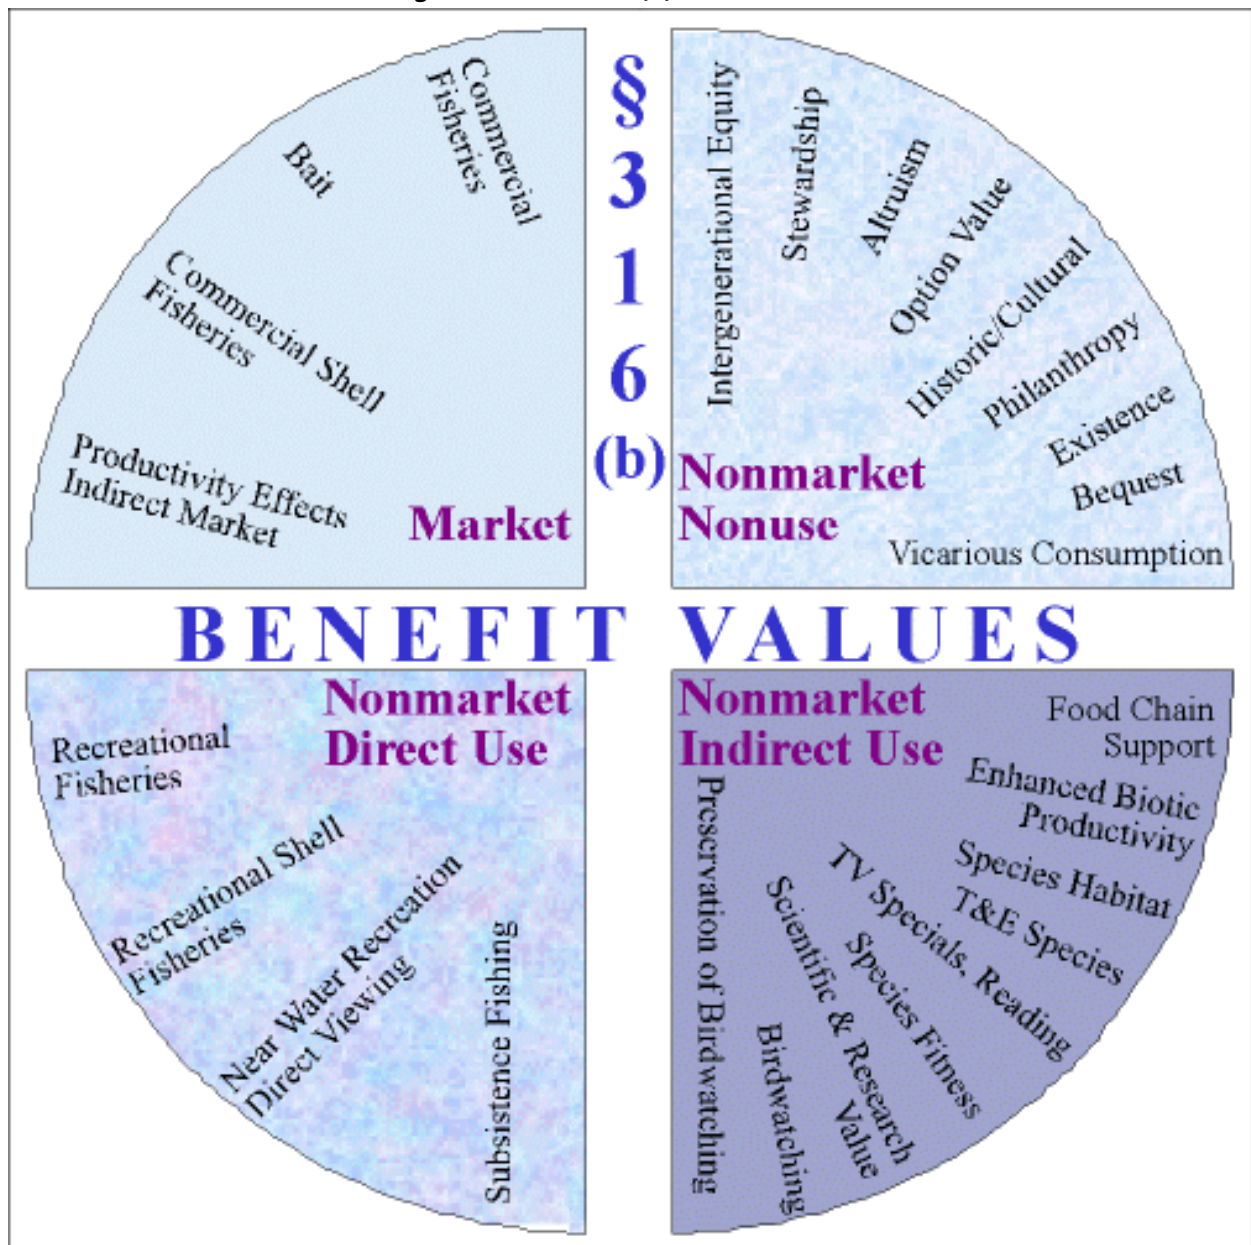 §
3
1
6
(b)
BENEFIT VALUES
Commercial
Fisheries
Bait
Commercial Shell
Fisheries
Productivity Effects
Indirect Market
Market
Intergenerational Equity
Stewardship
Altruism
Option Value
Historic/Cultural
Philanthropy
Existence
Bequest
Vicarious Consumption
Nonmarket
Nonuse
Nonmarket
Direct Use
Recreational
Fisheries
Recreational Shell
Fisheries
Near Water Recreation
Direct Viewing
Subsistence Fishing
Nonmarket
Indirect Use
Food Chain
Support
Enhanced Biotic
Productivity
Species Habitat
T&E Species
TV Specials, Reading
Species Fitness
Scientific & Research
Value
Birdwatching
Preservation of Birdwatching